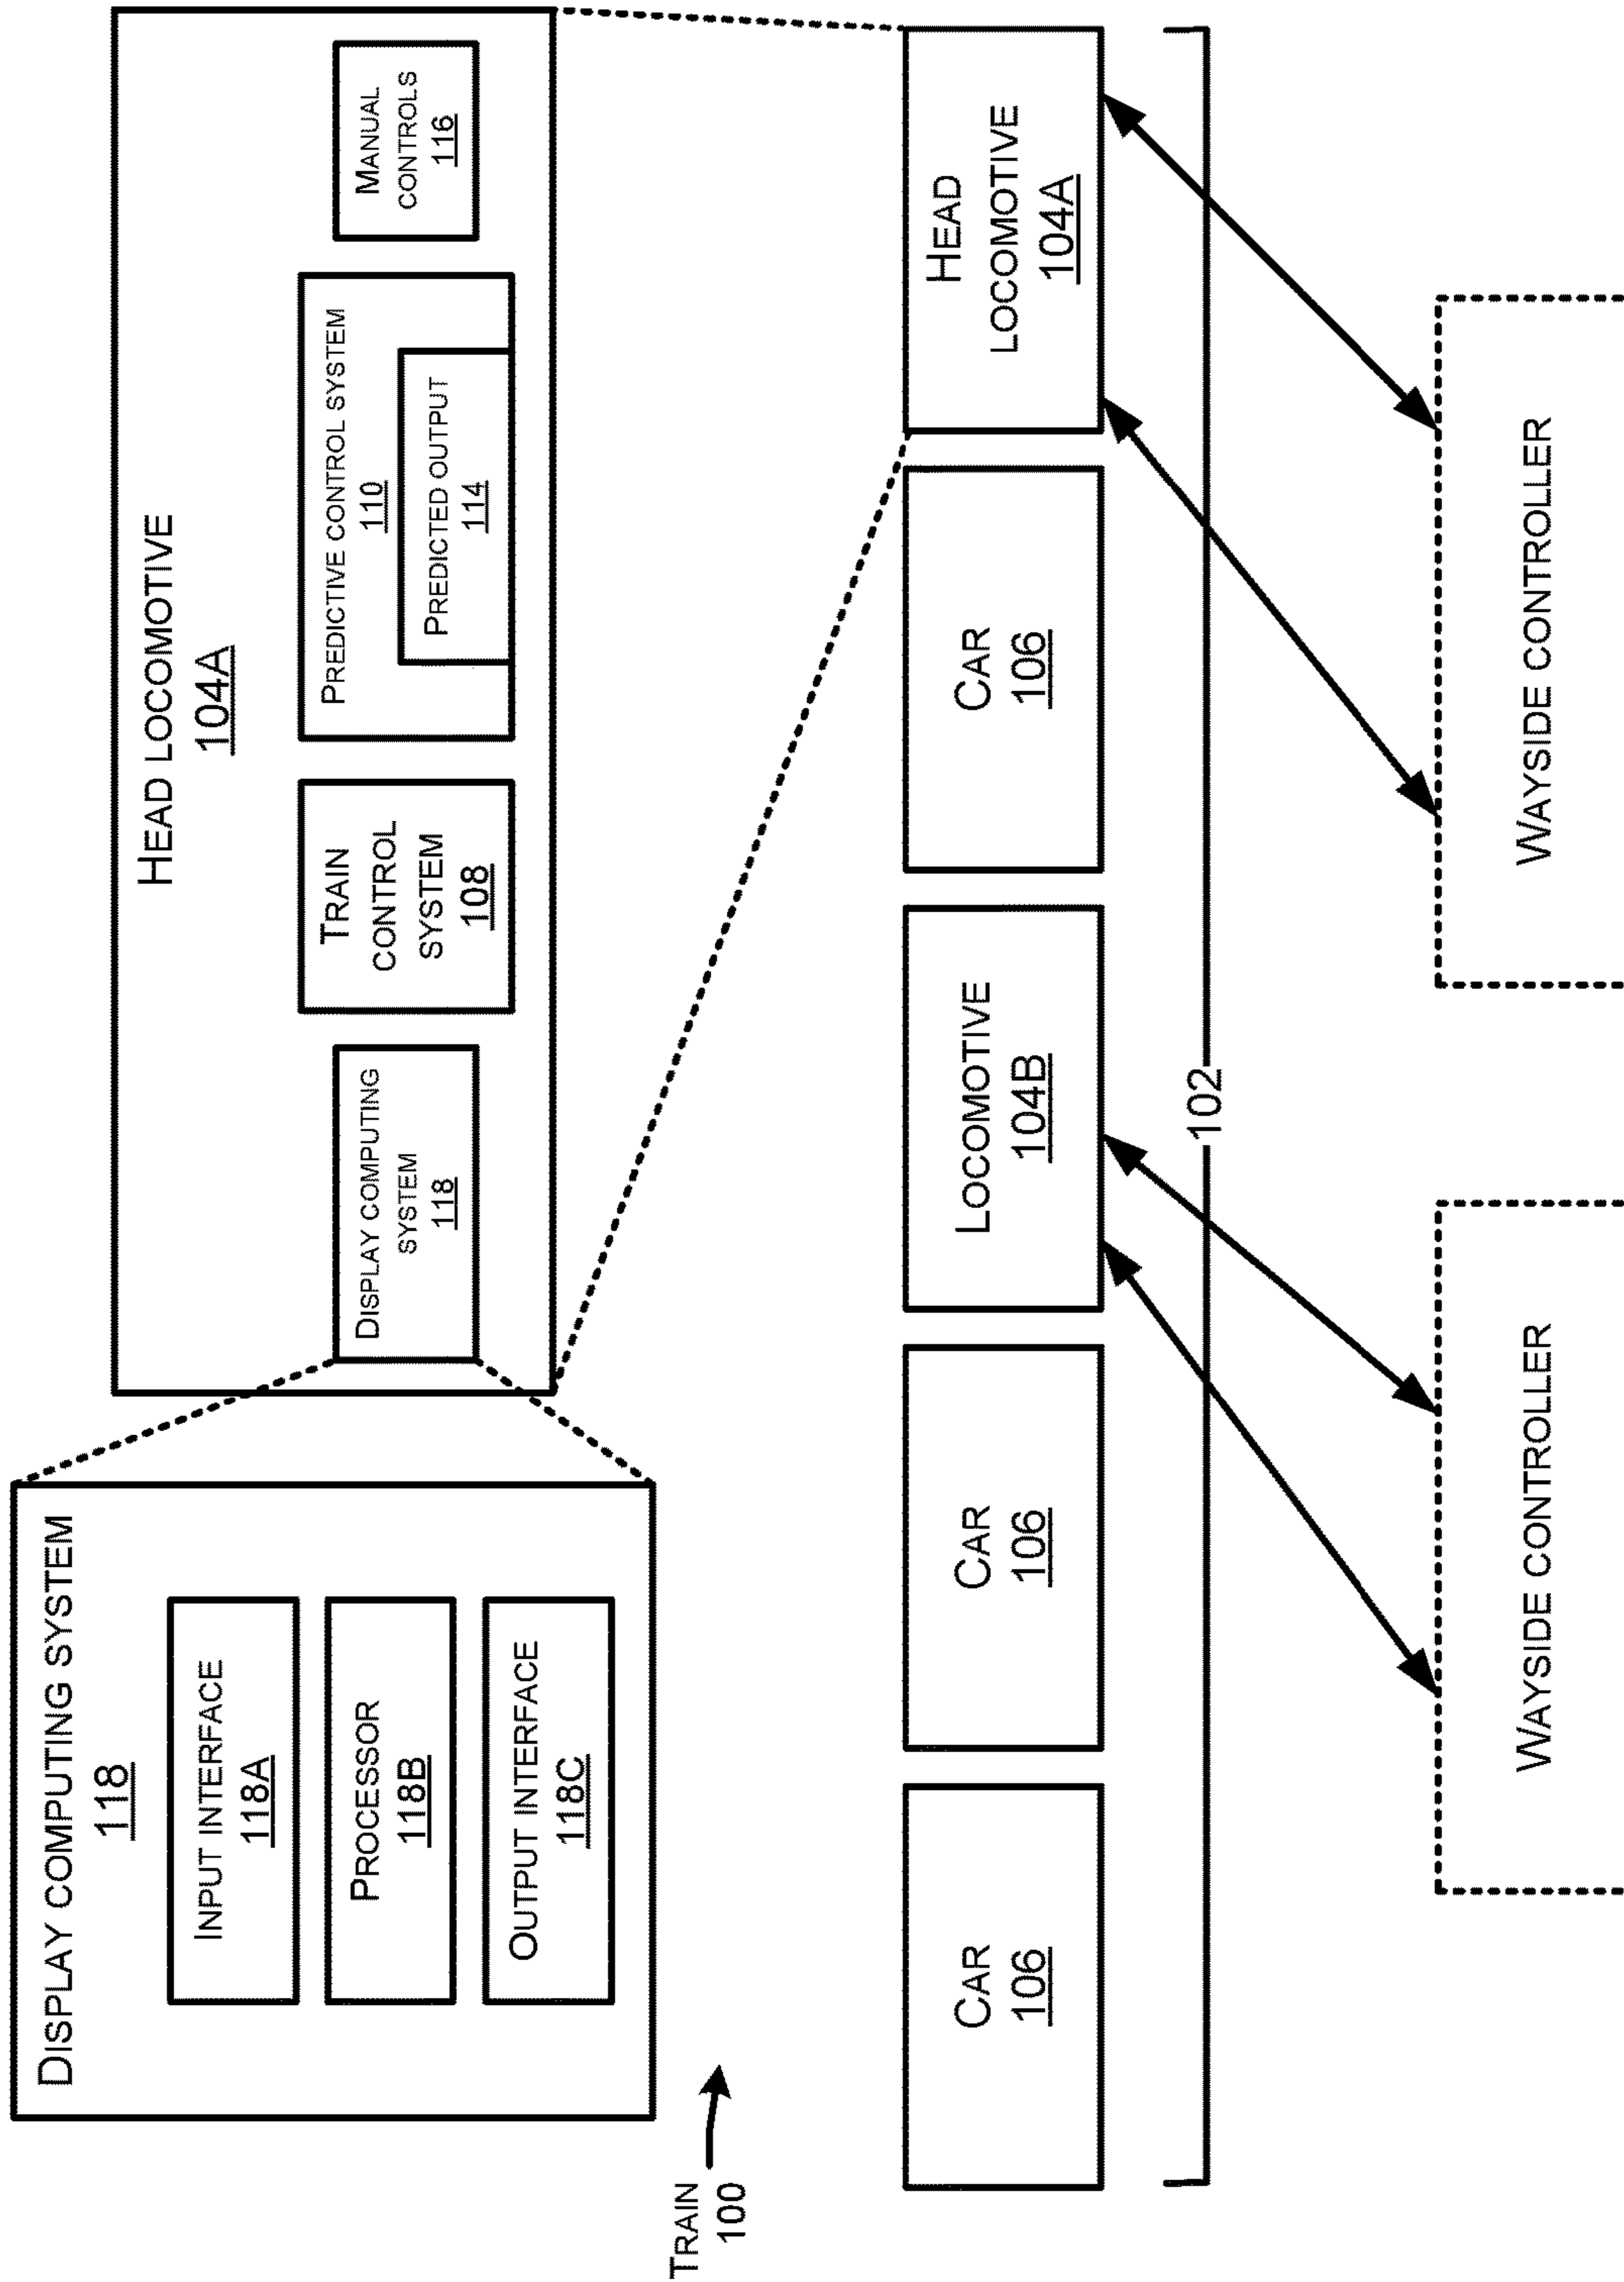 DISPLAY COMPUTING SYSTEM
118
INPUT INTERFACE
118A
PROCESSOR
118B
OUTPUT INTERFACE
118C
HEAD LOCOMOTIVE
104A
DISPLAY COMPUTING
SYSTEM
118
TRAIN
CONTROL
SYSTEM
108
PREDICTIVE CONTROL SYSTEM
110
PREDICTED OUTPUT
114
MANUAL
CONTROLS
116
TRAIN
100
CAR
106
CAR
106
LOCOMOTIVE
104B
CAR
106
HEAD
LOCOMOTIVE
104A
102
WAYSIDE CONTROLLER
WAYSIDE CONTROLLER